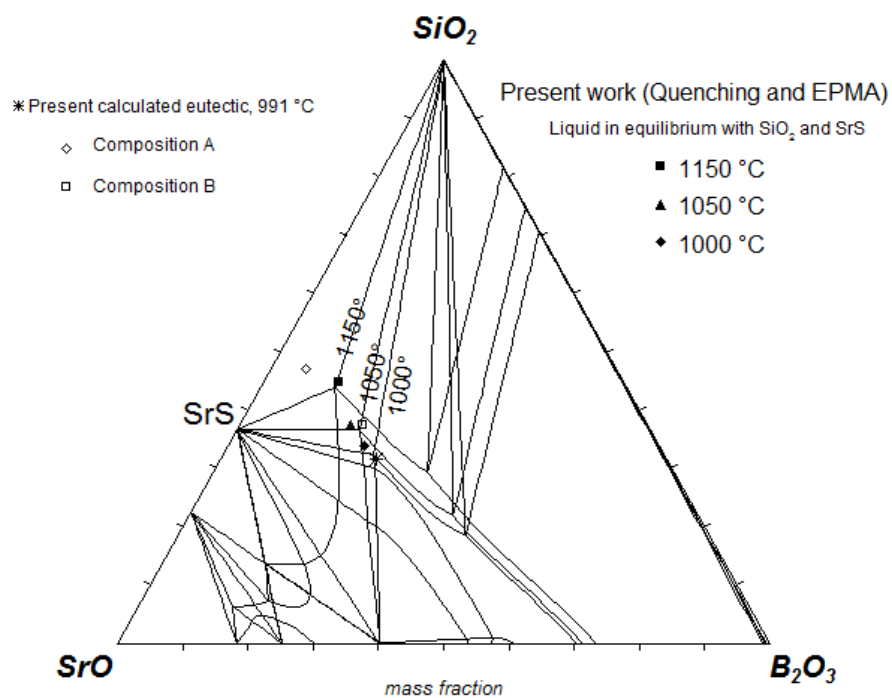 SiO₂
✳ Present calculated eutectic, 991 °C
◇ Composition A
□ Composition B
Present work (Quenching and EPMA)
Liquid in equilibrium with SiO₂ and SrS
■ 1150 °C
▲ 1050 °C
◆ 1000 °C
1150°
1050°
1000°
SrS
SrO
B₂O₃
mass fraction